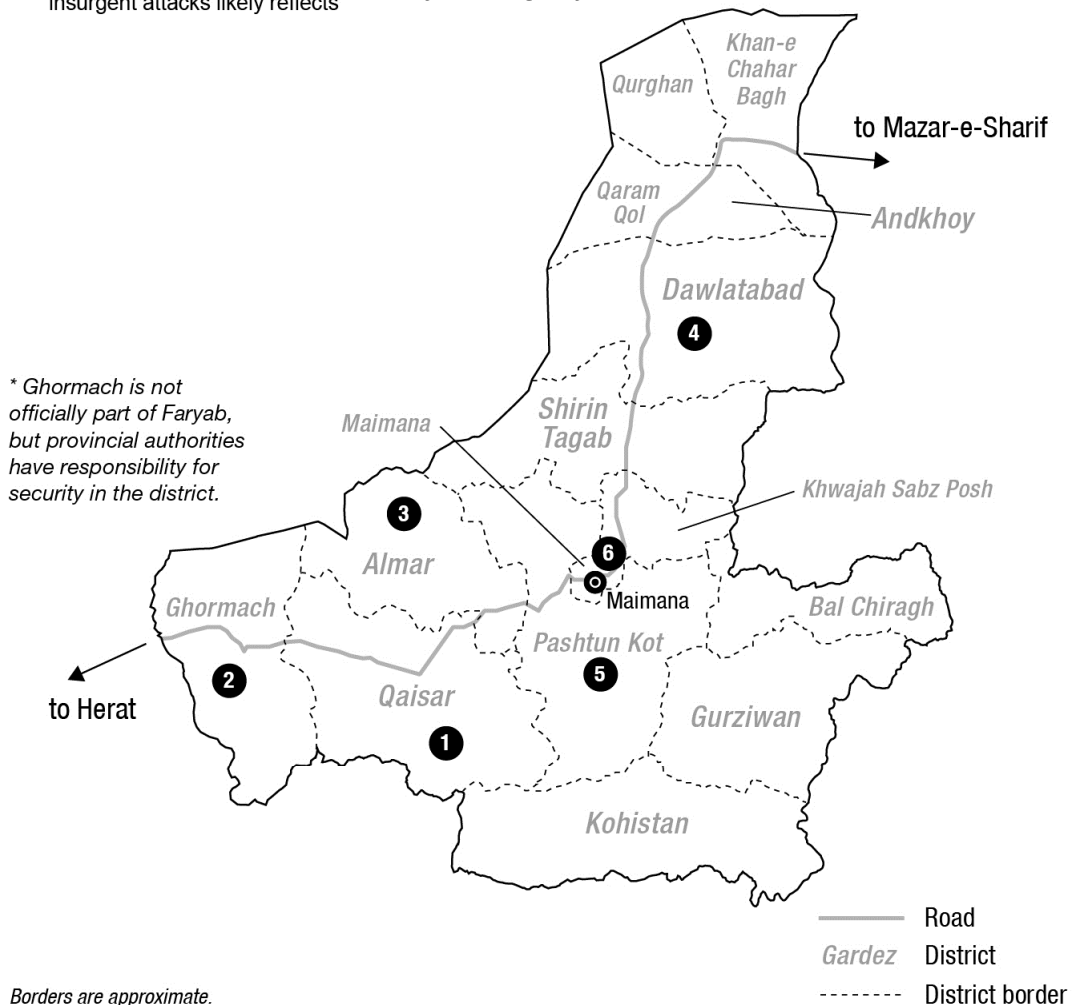 insurgent attacks likely reflects
Khan-e
Chahar
Bagh
Qurghan
to Mazar-e-Sharif
Qaram
Qol
Andkhoy
Dawlatabad
4
* Ghormach is not
officially part of Faryab,
but provincial authorities
have responsibility for
security in the district.
Maimana
Shirin
Tagab
Khwajah Sabz Posh
3
Almar
6
Maimana
Ghormach
Bal Chiragh
Pashtun Kot
5
2
to Herat
Qaisar
1
Gurziwan
Kohistan
Road
Gardez District
District border
Borders are approximate.